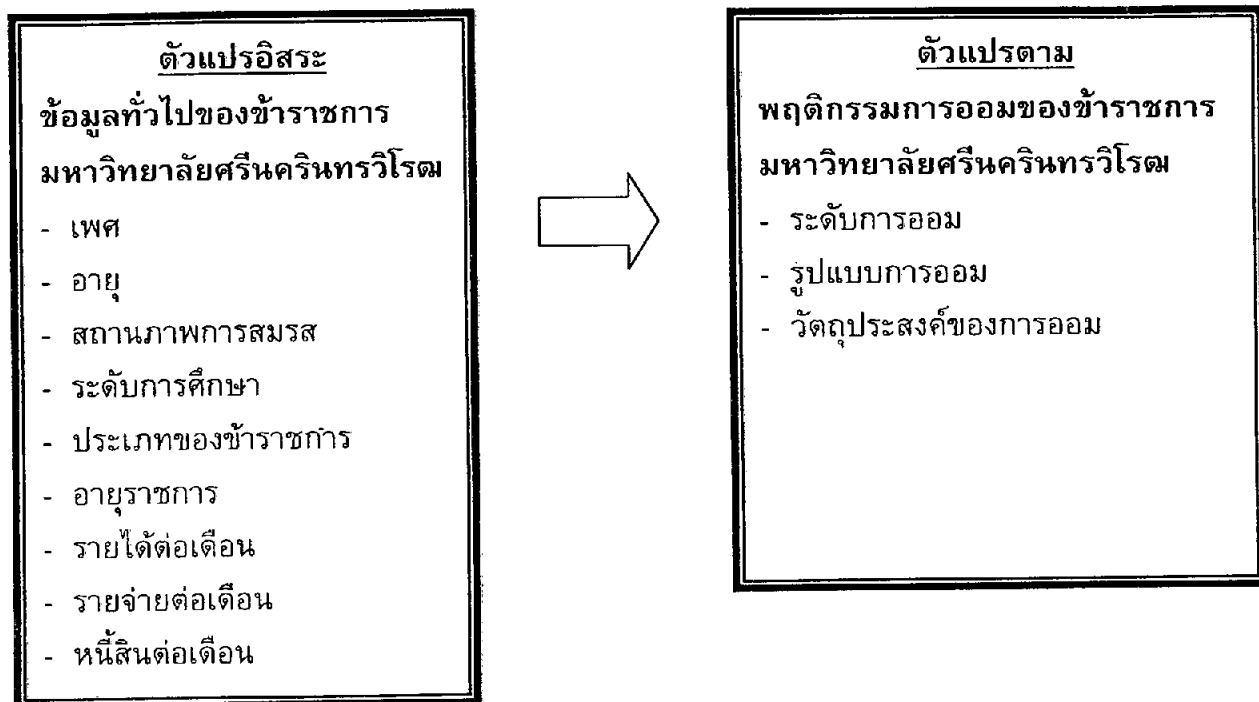 ตัวแปรอิสระ
ข้อมูลทั่วไปของข้าราชการ
มหาวิทยาลัยศรีนครินทรวิโรฒ
- เพศ
- อายุ
- สถานภาพการสมรส
- ระดับการศึกษา
- ประเภทของข้าราชการ
- อายุราชการ
- รายได้ต่อเดือน
- รายจ่ายต่อเดือน
- หนี้สินต่อเดือน
ตัวแปรตาม
พฤติกรรมการออมของข้าราชการ
มหาวิทยาลัยศรีนครินทรวิโรฒ
- ระดับการออม
- รูปแบบการออม
- วัตถุประสงค์ของการออม